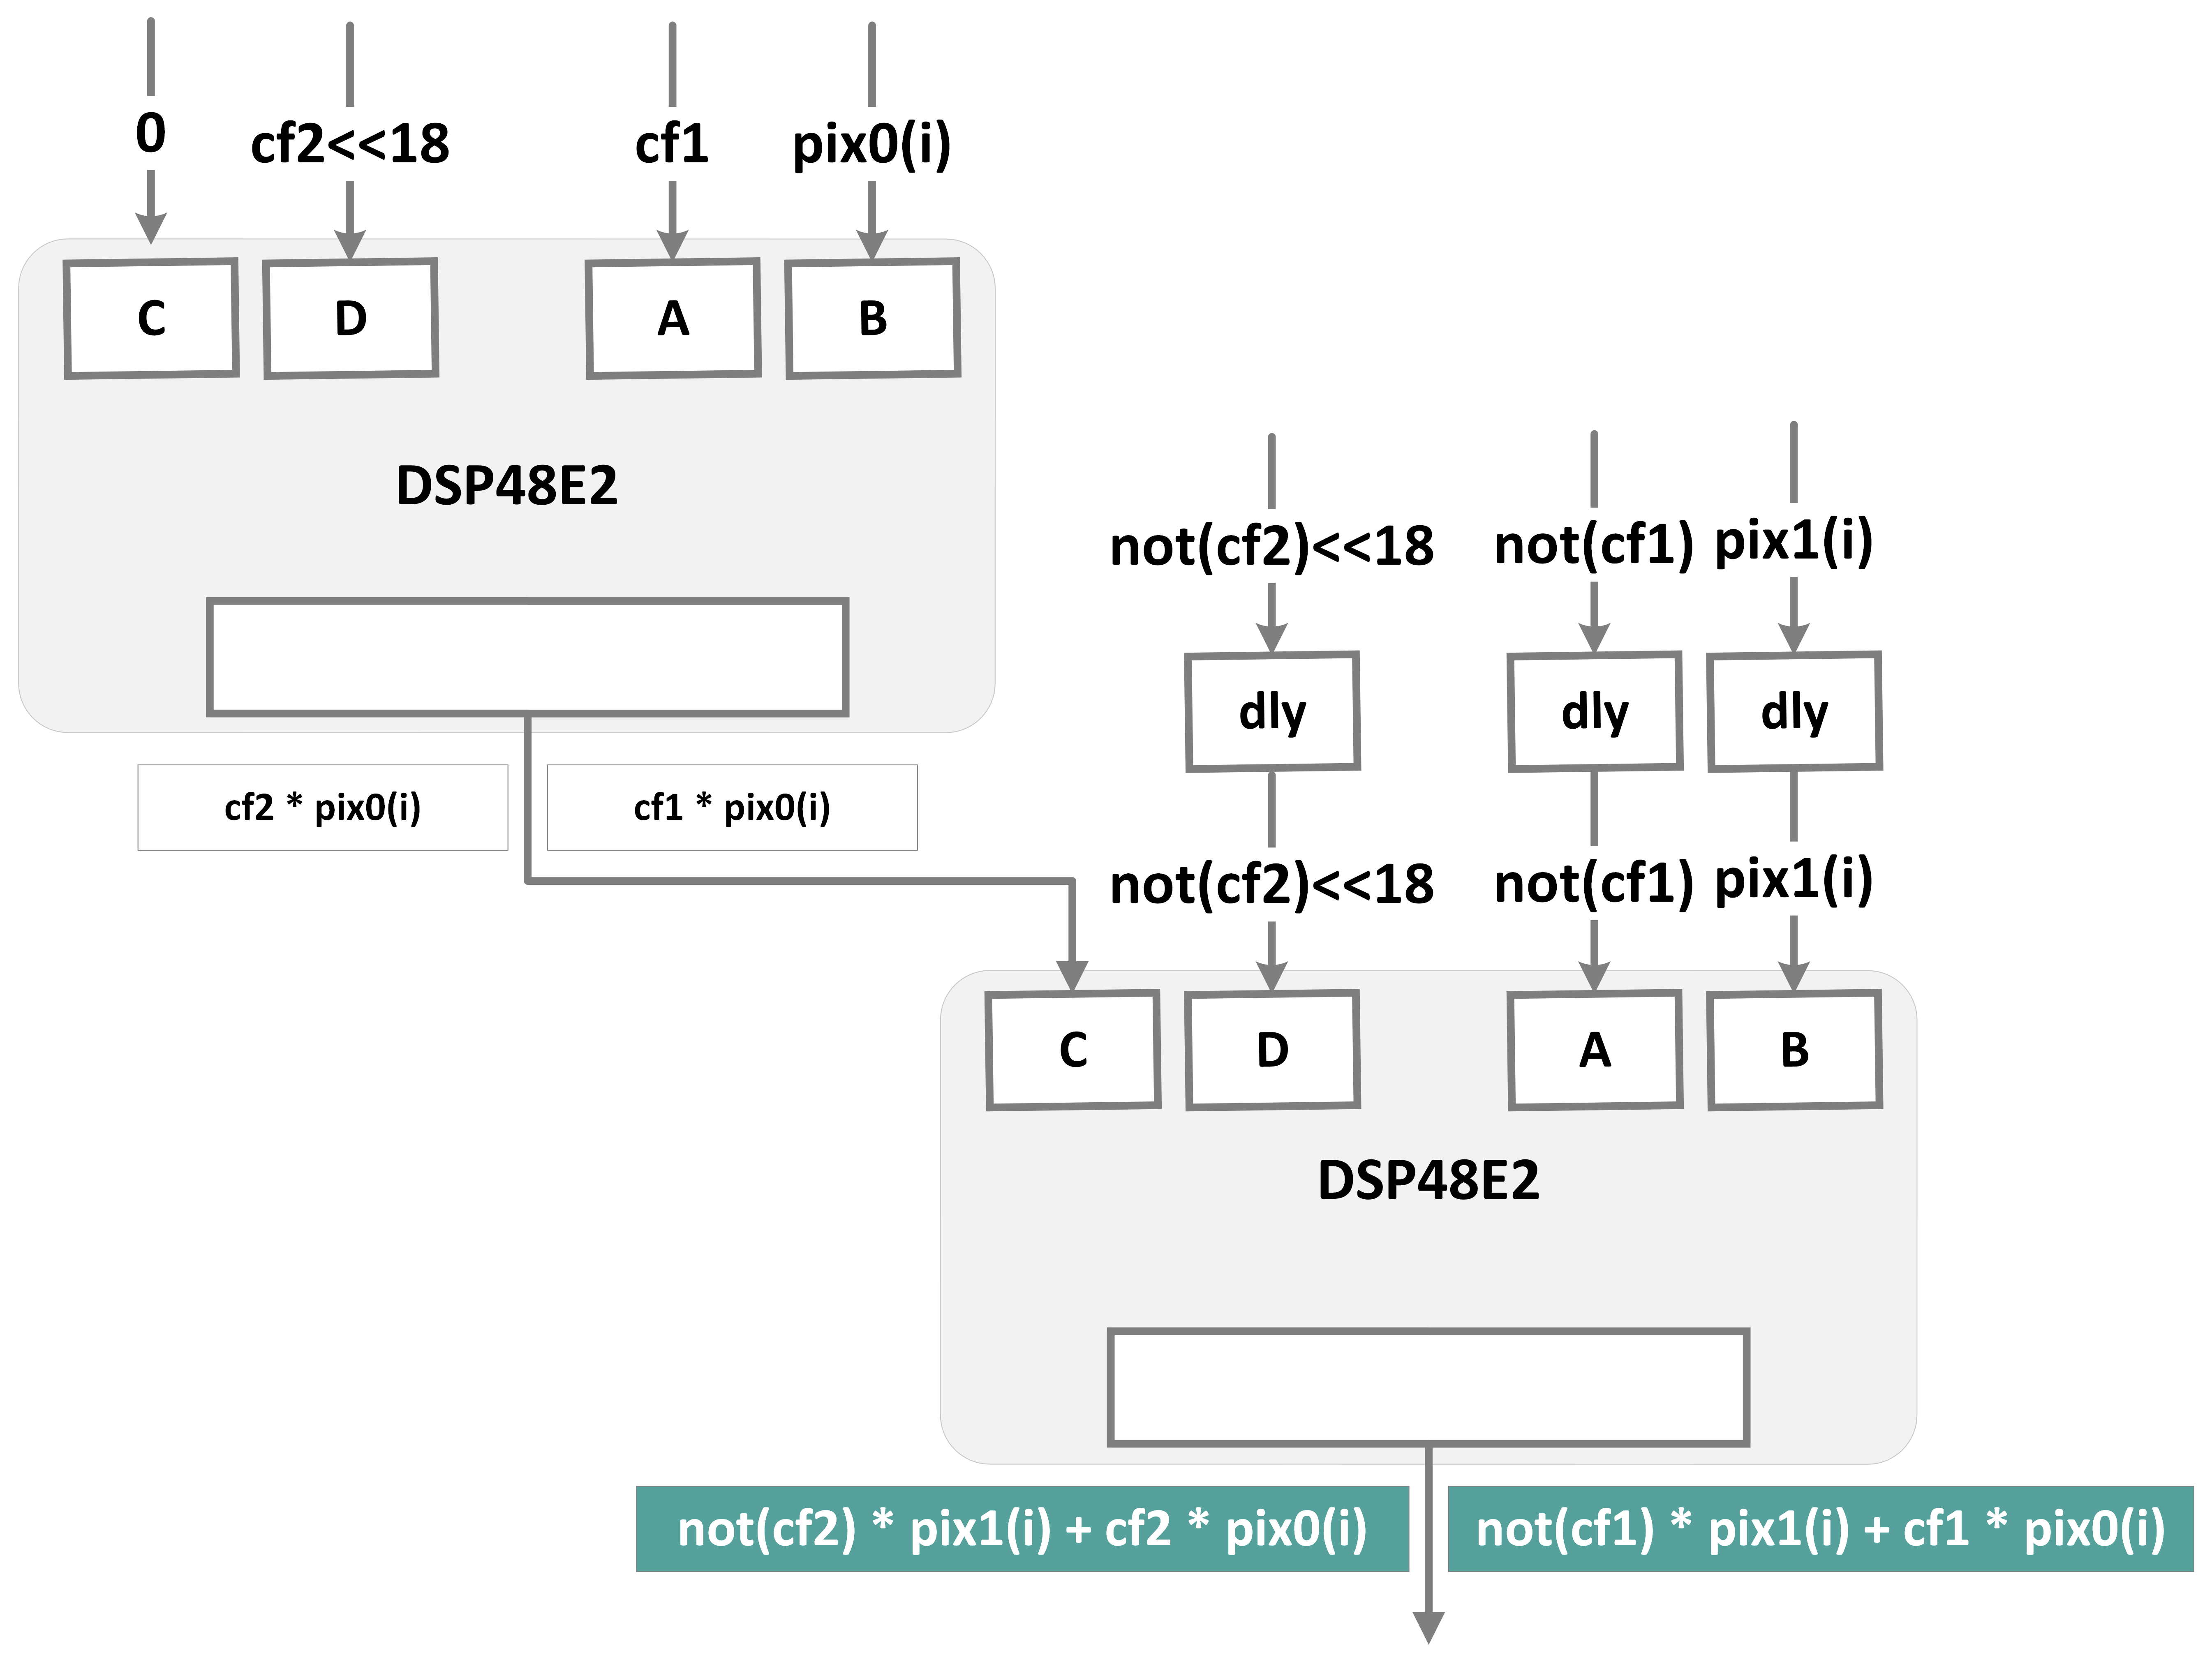 0
cf2<<18
cf1
pix0(i)
C
D
A
B
DSP48E2
not(cf2)<<18
not(cf1)
pix1(i)
dly
dly
dly
cf2 * pix0(i)
cf1 * pix0(i)
not(cf2)<<18
not(cf1)
pix1(i)
C
D
A
B
DSP48E2
not(cf2) * pix1(i) + cf2 * pix0(i)
not(cf1) * pix1(i) + cf1 * pix0(i)